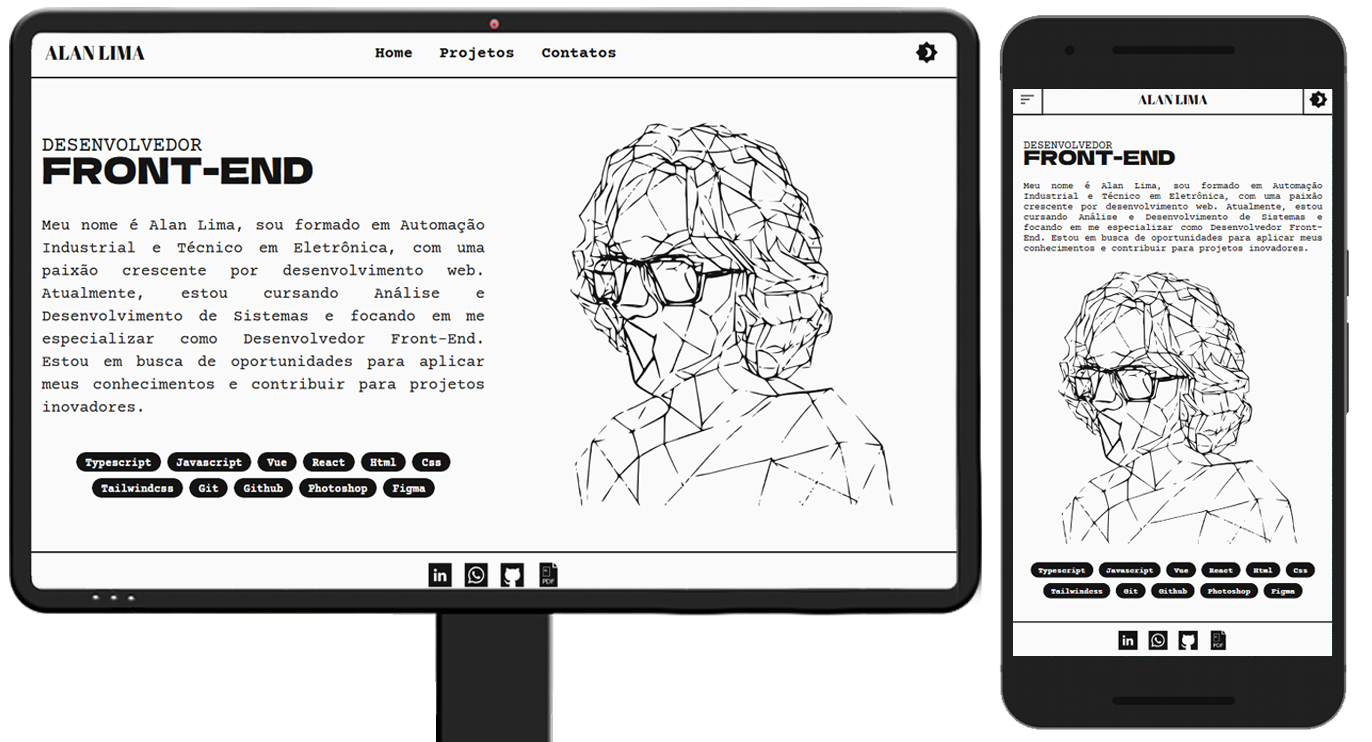 ALAN LIMA
Home Projetos Contatos
DESENVOLVEDOR
FRONT-END
Meu nome é Alan Lima, sou formado em Automação
Industrial e Técnico em Eletrônica, com uma
paixão crescente por desenvolvimento web.
Atualmente, estou cursando Análise e
Desenvolvimento de Sistemas e focando em me
especializar como Desenvolvedor Front-End.
Estou em busca de oportunidades para aplicar
meus conhecimentos e contribuir para projetos
inovadores.
Typescript Javascript Vue React Html Css
Tailwindcss Git Github Photoshop Figma
in PDF
ALAN LIMA
DESENVOLVEDOR
FRONT-END
Meu nome é Alan Lima, sou formado em Automação
Industrial e Técnico em Eletrônica, com uma paixão
crescente por desenvolvimento web. Atualmente, estou
cursando Análise e Desenvolvimento de Sistemas e
focando em me especializar como Desenvolvedor Front-
End. Estou em busca de oportunidades para aplicar meus
conhecimentos e contribuir para projetos inovadores.
Typescript Javascript Vue React Html Css
Tailwindcss Git Github Photoshop Figma
in PDF